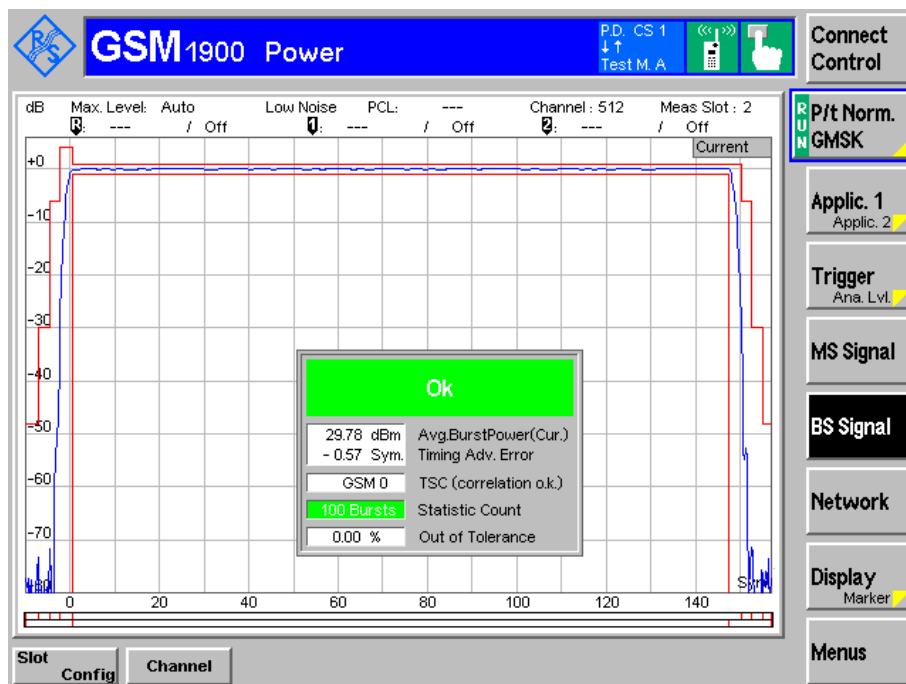 R&S
GSM 1900 Power
P.D. CS 1
Test M. A
Connect Control
dB Max. Level: Auto Low Noise PCL: --- Channel : 512 Meas Slot : 2
R: --- / Off 1: --- / Off 2: --- / Off
RUN
P/t Norm. GMSK
Current
+0
-10
-20
-30
-40
-50
-60
-70
-80
Applic. 1
Applic. 2
Trigger
Ana. Lvl.
MS Signal
BS Signal
Network
Display
Marker
Menus
Ok
29.78 dBm Avg.BurstPower(Cur.)
- 0.57 Sym. Timing Adv. Error
GSM 0 TSC (correlation o.k.)
100 Bursts Statistic Count
0.00 % Out of Tolerance
0 20 40 60 80 100 120 140
Slot Config
Channel